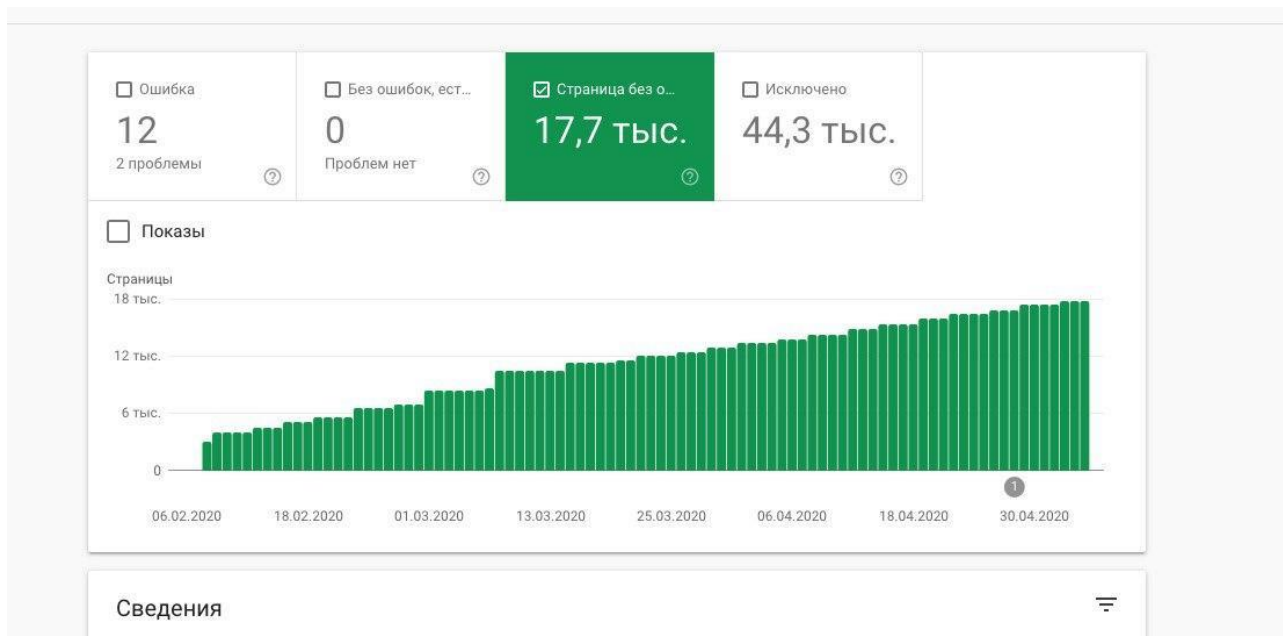 Ошибка
12
2 проблемы
Без ошибок, ест...
0
Проблем нет
Страница без о...
17,7 тыс.
Исключено
44,3 тыс.
Показы
Страницы
18 тыс.
12 тыс.
6 тыс.
0
1
06.02.2020 18.02.2020 01.03.2020 13.03.2020 25.03.2020 06.04.2020 18.04.2020 30.04.2020
Сведения